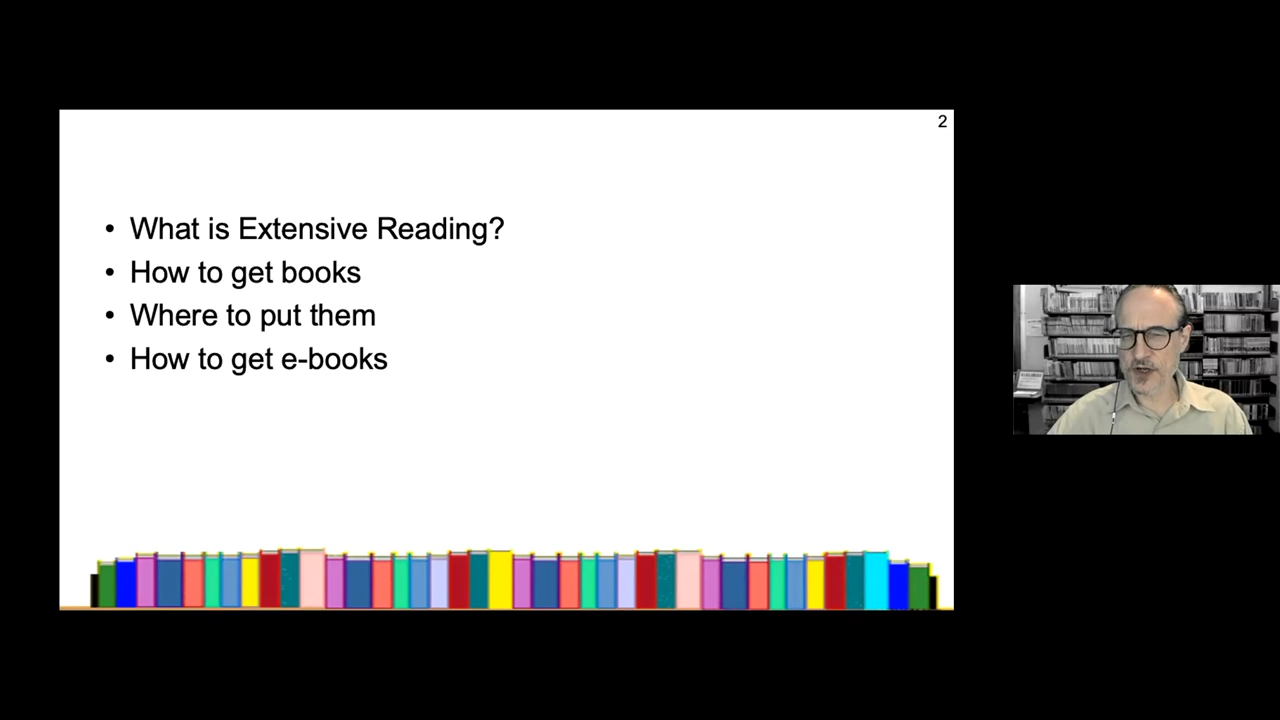 2
• What is Extensive Reading?
• How to get books
• Where to put them
• How to get e-books